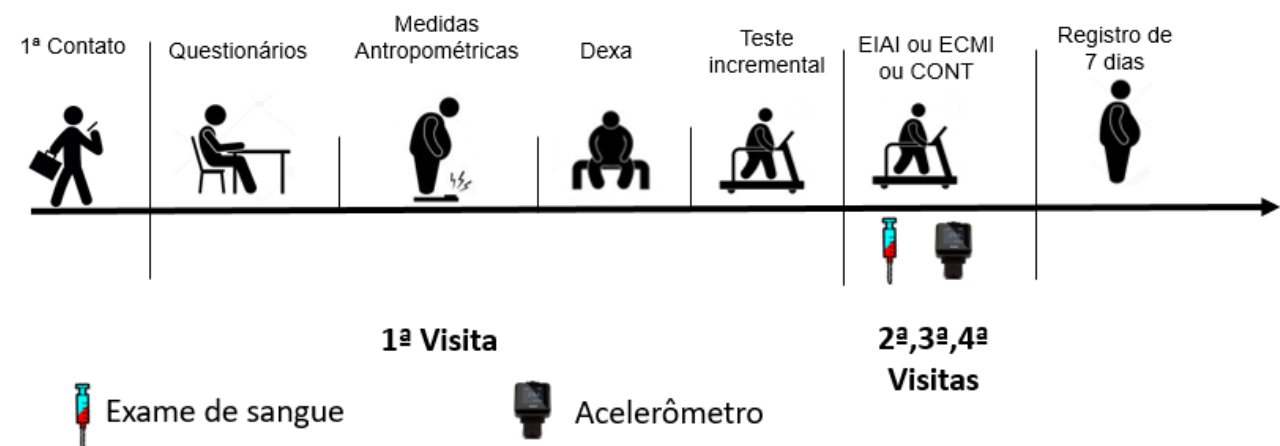 1ª Contato
Questionários
Medidas
Antropométricas
Dexa
Teste
incremental
EIAI ou ECMI
ou CONT
Registro de
7 dias
1ª Visita
2ª,3ª,4ª
Visitas
Exame de sangue
Acelerômetro